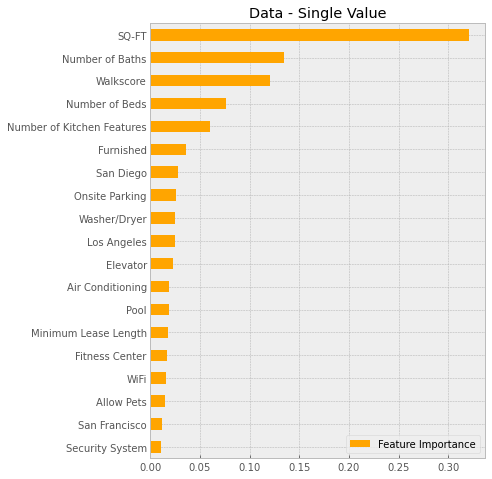 Data - Single Value
SQ-FT
Number of Baths
Walkscore
Number of Beds
Number of Kitchen Features
Furnished
San Diego
Onsite Parking
Washer/Dryer
Los Angeles
Elevator
Air Conditioning
Pool
Minimum Lease Length
Fitness Center
WiFi
Allow Pets
San Francisco
Security System
Feature Importance
0.00 0.05 0.10 0.15 0.20 0.25 0.30